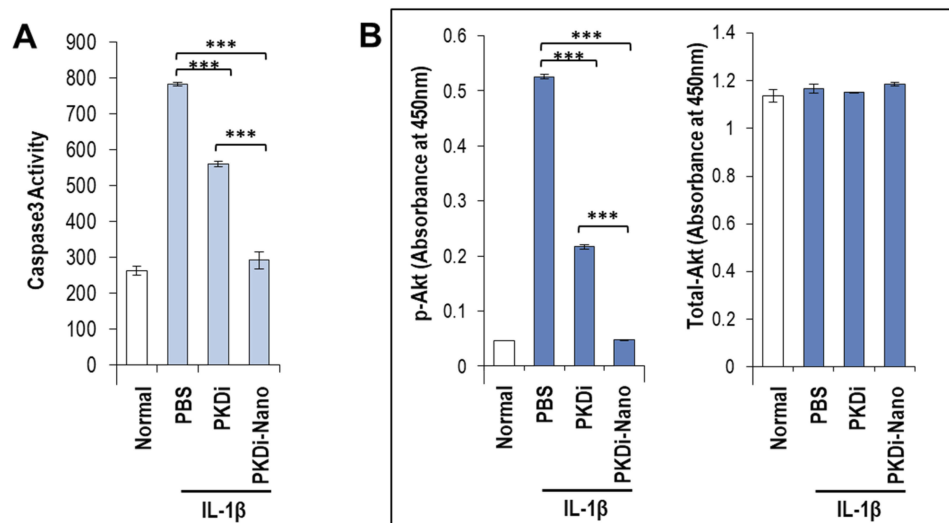 A
Caspase3 Activity
900
800
700
600
500
400
300
200
100
0
***
***
***
Normal
PBS
PKDi
PKDi-Nano
IL-1β
B
p-Akt (Absorbance at 450nm)
0.6
0.5
0.4
0.3
0.2
0.1
0
***
***
***
Normal
PBS
PKDi
PKDi-Nano
IL-1β
Total-Akt (Absorbance at 450nm)
1.4
1.2
1
0.8
0.6
0.4
0.2
0
Normal
PBS
PKDi
PKDi-Nano
IL-1β